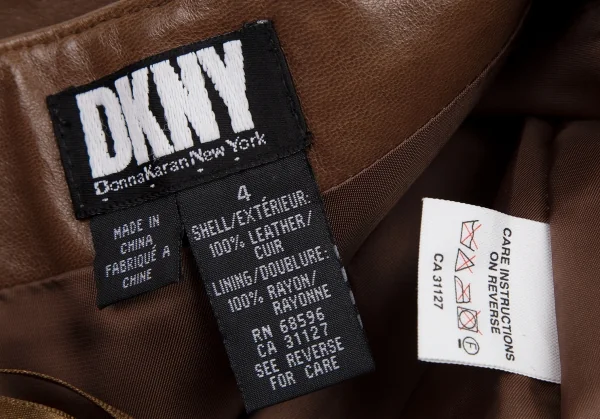 DKNY
DonnaKaranNewYork
MADE IN
CHINA
FABRIQUÉ A
CHINE
4
SHELL/EXTÉRIEUR:
100% LEATHER/
CUIR
LINING/DOUBLURE:
100% RAYON/
RAYONNE
RN 68596
CA 31127
SEE REVERSE
FOR CARE
CARE INSTRUCTIONS
ON REVERSE
F
CA 31127